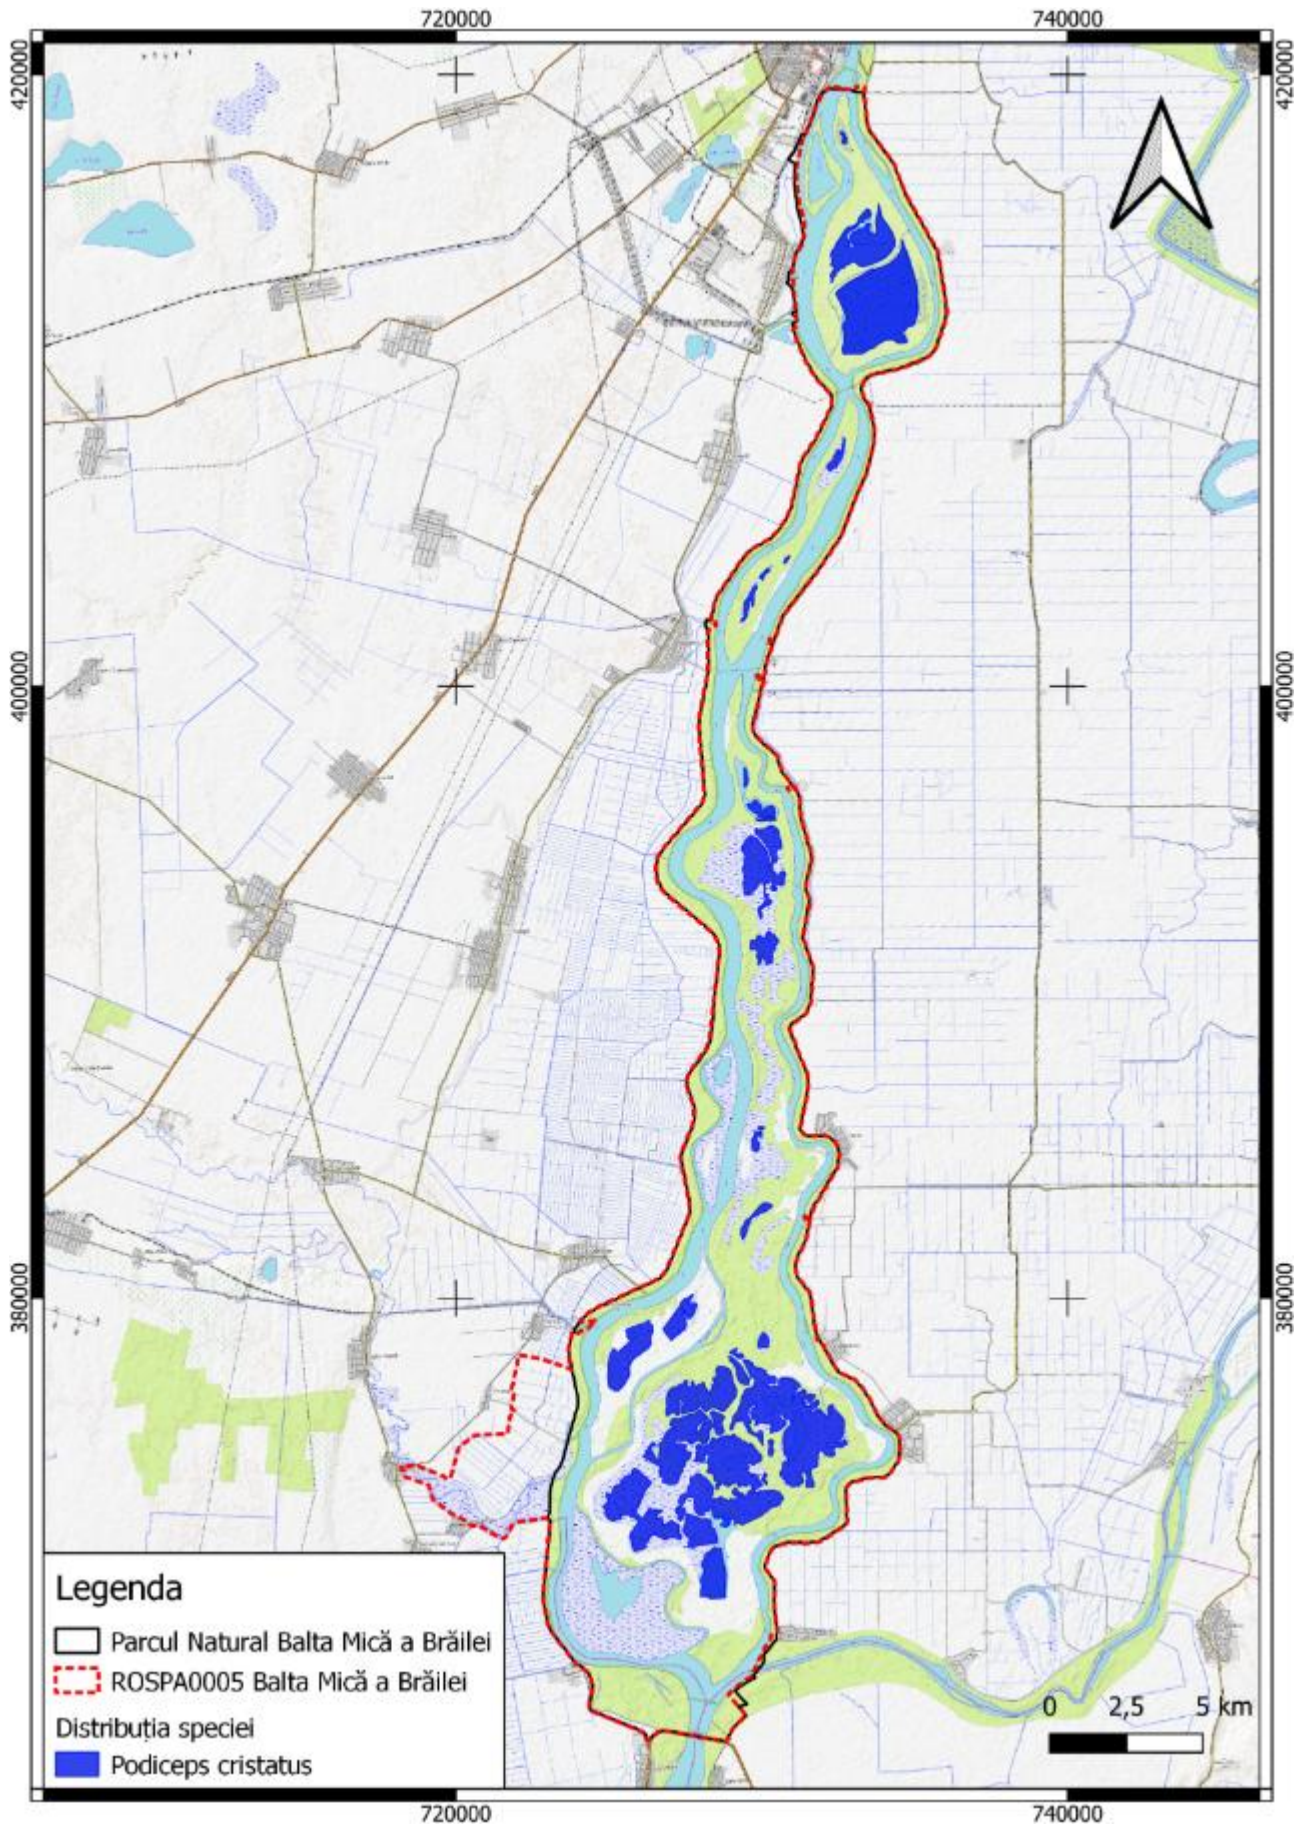 720000
740000
420000
420000
400000
400000
380000
380000
Legenda
Parcul Natural Balta Mică a Brăilei
ROSPA0005 Balta Mică a Brăilei
Distribuția speciei
Podiceps cristatus
0 2,5 5 km
720000
740000